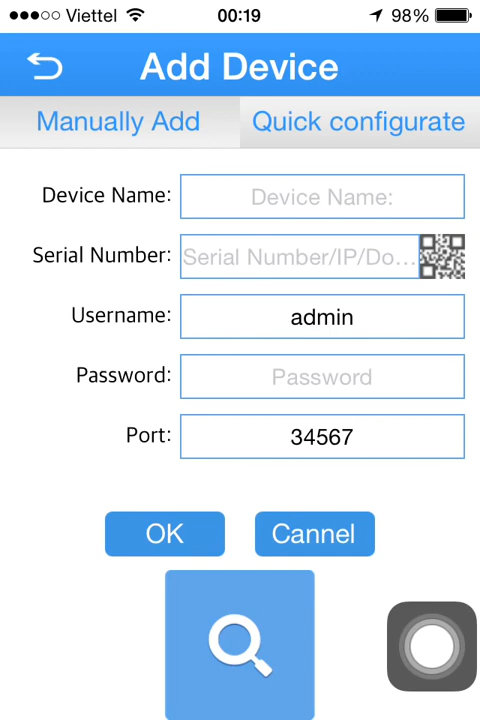 Viettel 00:19 98%
Add Device
Manually Add Quick configurate
Device Name: Device Name:
Serial Number: Serial Number/IP/Do...
Username: admin
Password: Password
Port: 34567
OK Cannel